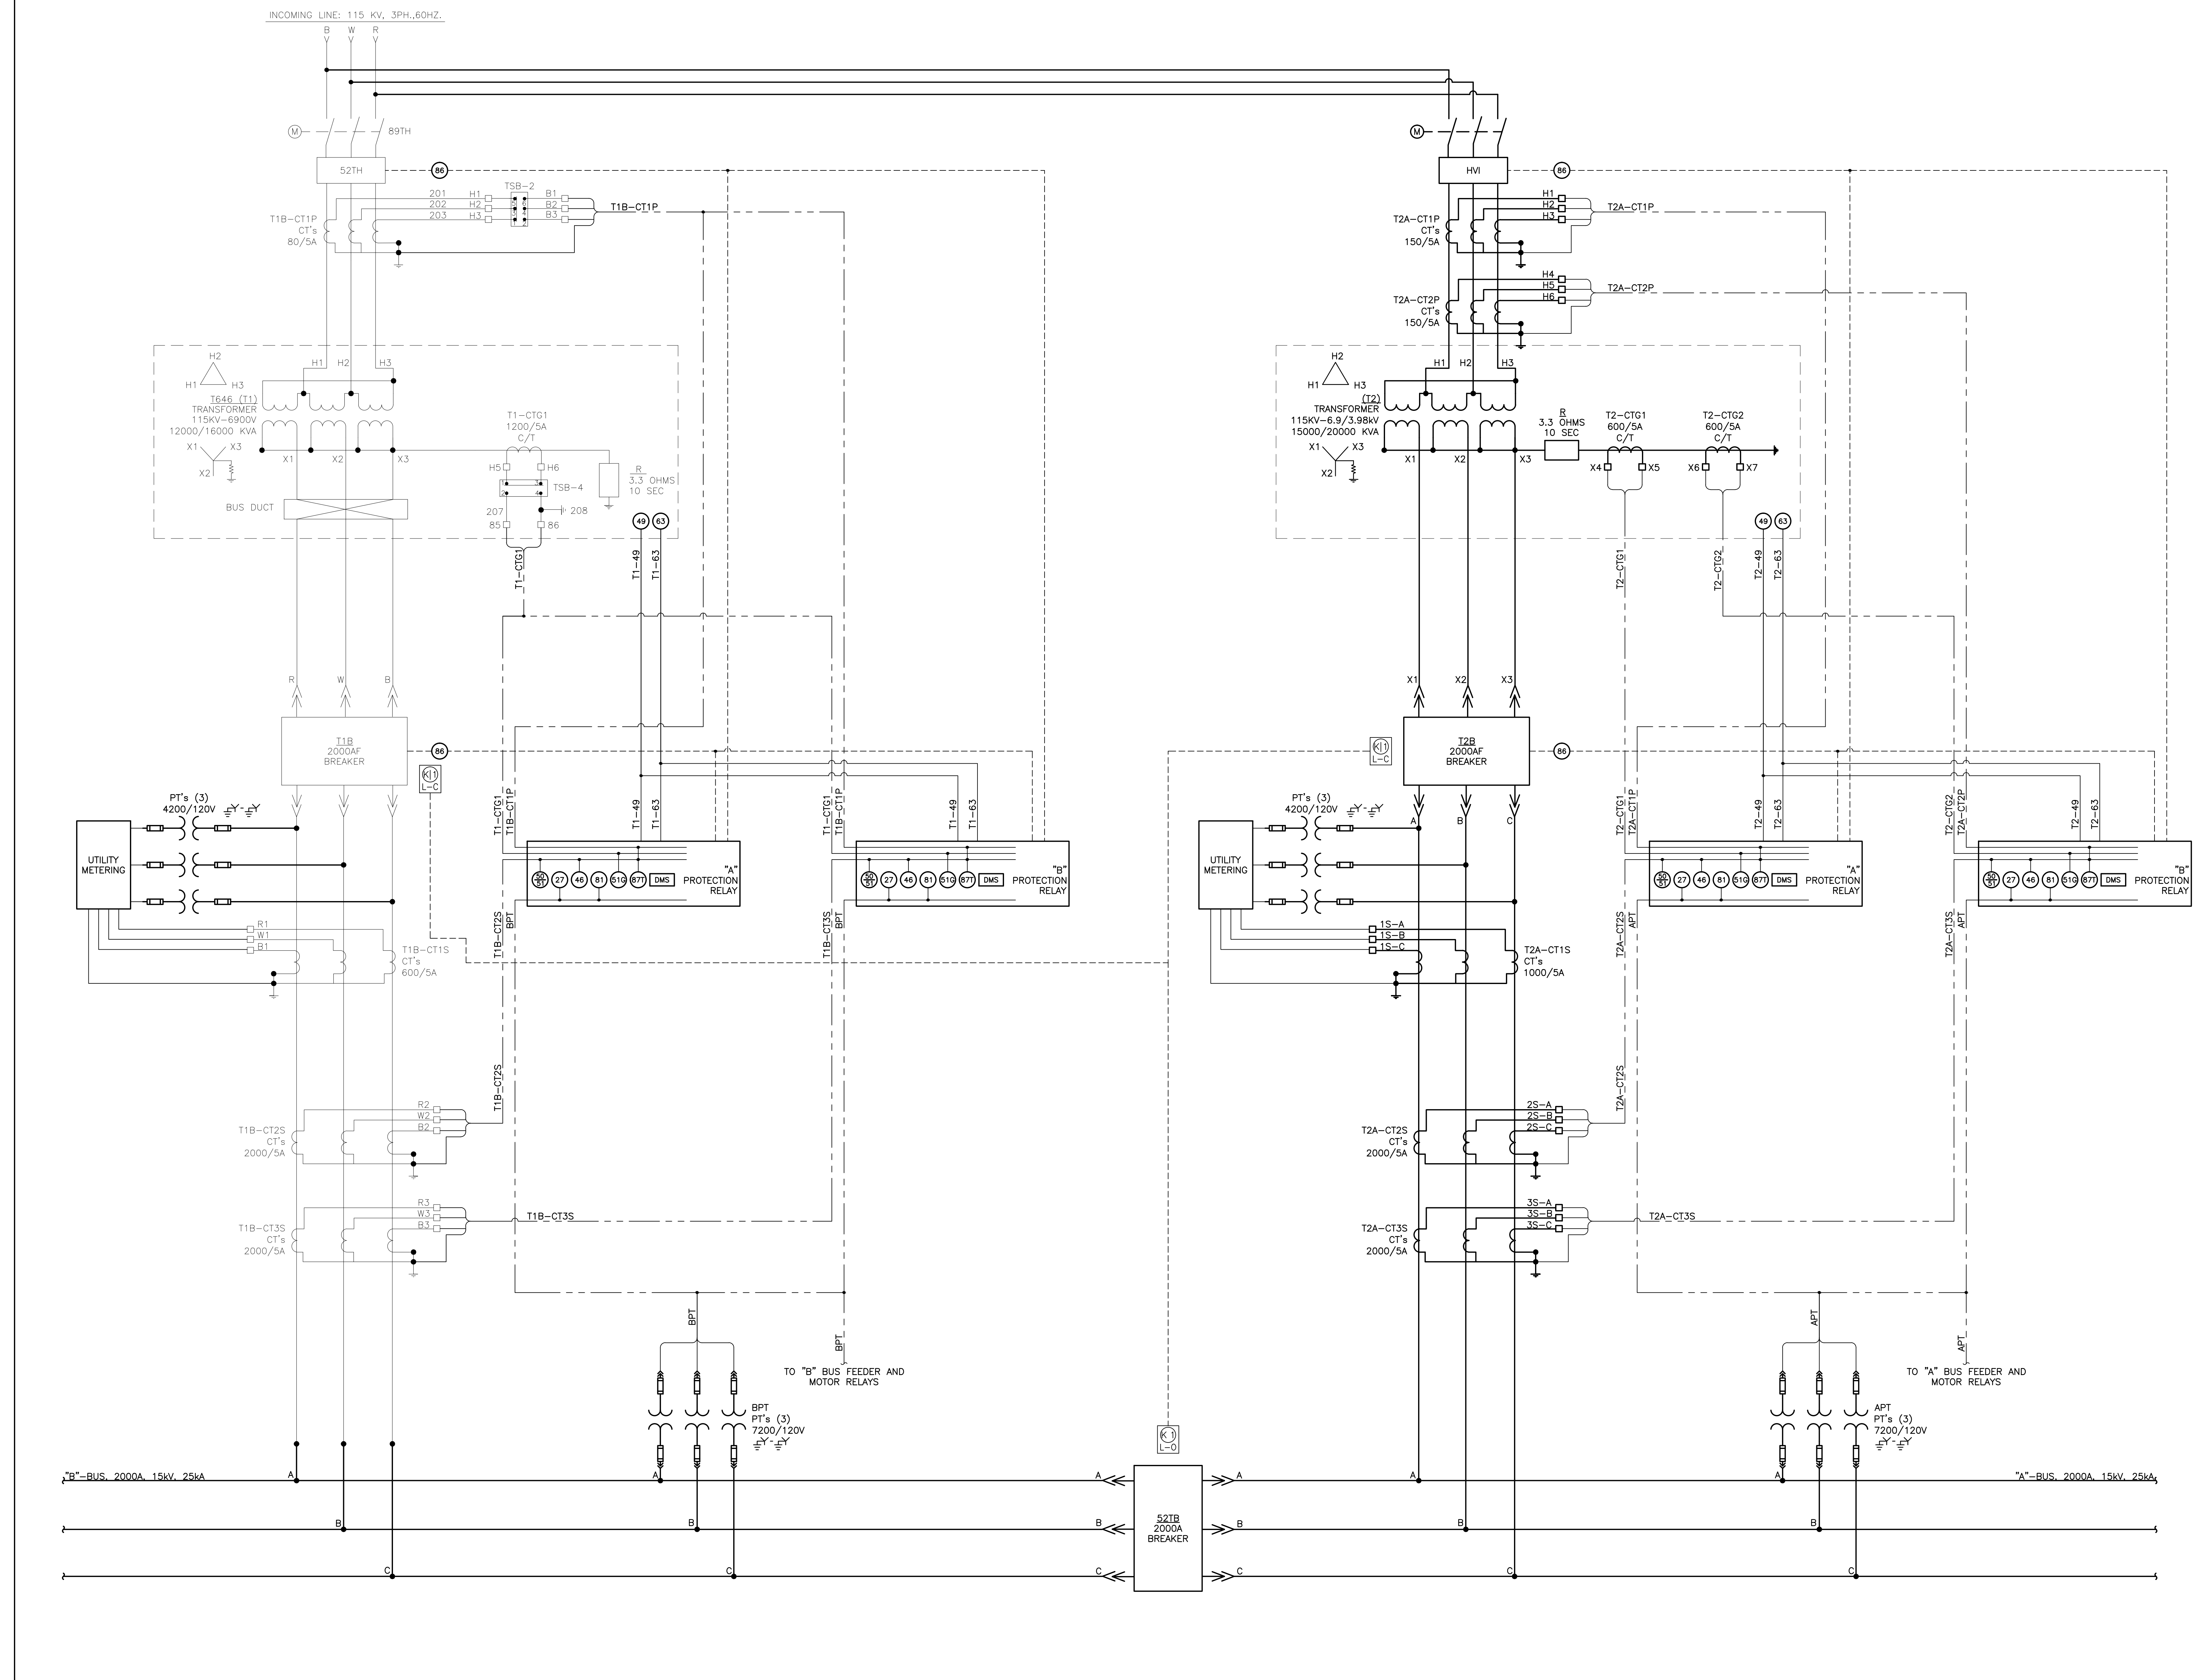 INCOMING LINE: 115 KV, 3PH.,60HZ.
B W R
M
89TH
52TH
86
T1B-CT1P
CT's
80/5A
201 H1
202 H2
203 H3
TSB-2
5 6
3 4
1 2
B1
B2
B3
T1B-CT1P
H2
H1 H3
T646 (T1)
TRANSFORMER
115KV-6900V
12000/16000 KVA
H1 H2 H3
X1 X3
X2
X1 X2 X3
BUS DUCT
T1-CTG1
1200/5A
C/T
H5 H6
1 3
2 4
TSB-4
207 208
85 86
R
3.3 OHMS
10 SEC
49 63
T1-CTG1
T1-49
T1-63
R W B
T1B
2000AF
BREAKER
86
K 1
L-C
PT's (3)
4200/120V
Y-Y
UTILITY
METERING
R1
W1
B1
T1B-CT1S
CT's
600/5A
T1-CTG1
T1B-CT1P
T1-49
T1-63
50
51
27
46
81
51G
87T
DMS
"A"
PROTECTION
RELAY
T1B-CT2S
BPT
T1-CTG1
T1B-CT1P
T1-49
T1-63
50
51
27
46
81
51G
87T
DMS
"B"
PROTECTION
RELAY
T1B-CT3S
BPT
T1B-CT2S
R2
W2
B2
T1B-CT2S
CT's
2000/5A
R3
W3
B3
T1B-CT3S
CT's
2000/5A
T1B-CT3S
BPT
BPT
TO "B" BUS FEEDER AND
MOTOR RELAYS
BPT
PT's (3)
7200/120V
Y-Y
"B"-BUS, 2000A, 15kV, 25kA
A A A
B B B
C C C
K 1
L-O
52TB
2000A
BREAKER
M
HVI
86
T2A-CT1P
CT's
150/5A
H1
H2
H3
T2A-CT1P
T2A-CT2P
CT's
150/5A
H4
H5
H6
T2A-CT2P
H2
H1 H3
(T2)
TRANSFORMER
115KV-6.9/3.98kV
15000/20000 KVA
H1 H2 H3
X1 X3
X2
X1 X2 X3
R
3.3 OHMS
10 SEC
T2-CTG1
600/5A
C/T
X4 X5
T2-CTG2
600/5A
C/T
X6 X7
49 63
T2-CTG1
T2-CTG2
T2-49
T2-63
X1 X2 X3
K 1
L-C
T2B
2000AF
BREAKER
86
A B C
PT's (3)
4200/120V
Y-Y
UTILITY
METERING
1S-A
1S-B
1S-C
T2A-CT1S
CT's
1000/5A
T2-CTG1
T2A-CT1P
T2-49
T2-63
50
51
27
46
81
51G
87T
DMS
"A"
PROTECTION
RELAY
T2A-CT2S
APT
T2-CTG2
T2A-CT2P
T2-49
T2-63
50
51
27
46
81
51G
87T
DMS
"B"
PROTECTION
RELAY
T2A-CT3S
APT
T2A-CT2S
2S-A
2S-B
2S-C
T2A-CT2S
CT's
2000/5A
3S-A
3S-B
3S-C
T2A-CT3S
CT's
2000/5A
T2A-CT3S
APT
APT
TO "A" BUS FEEDER AND
MOTOR RELAYS
APT
PT's (3)
7200/120V
Y-Y
"A"-BUS, 2000A, 15kV, 25kA
A A A
B B B
C C C